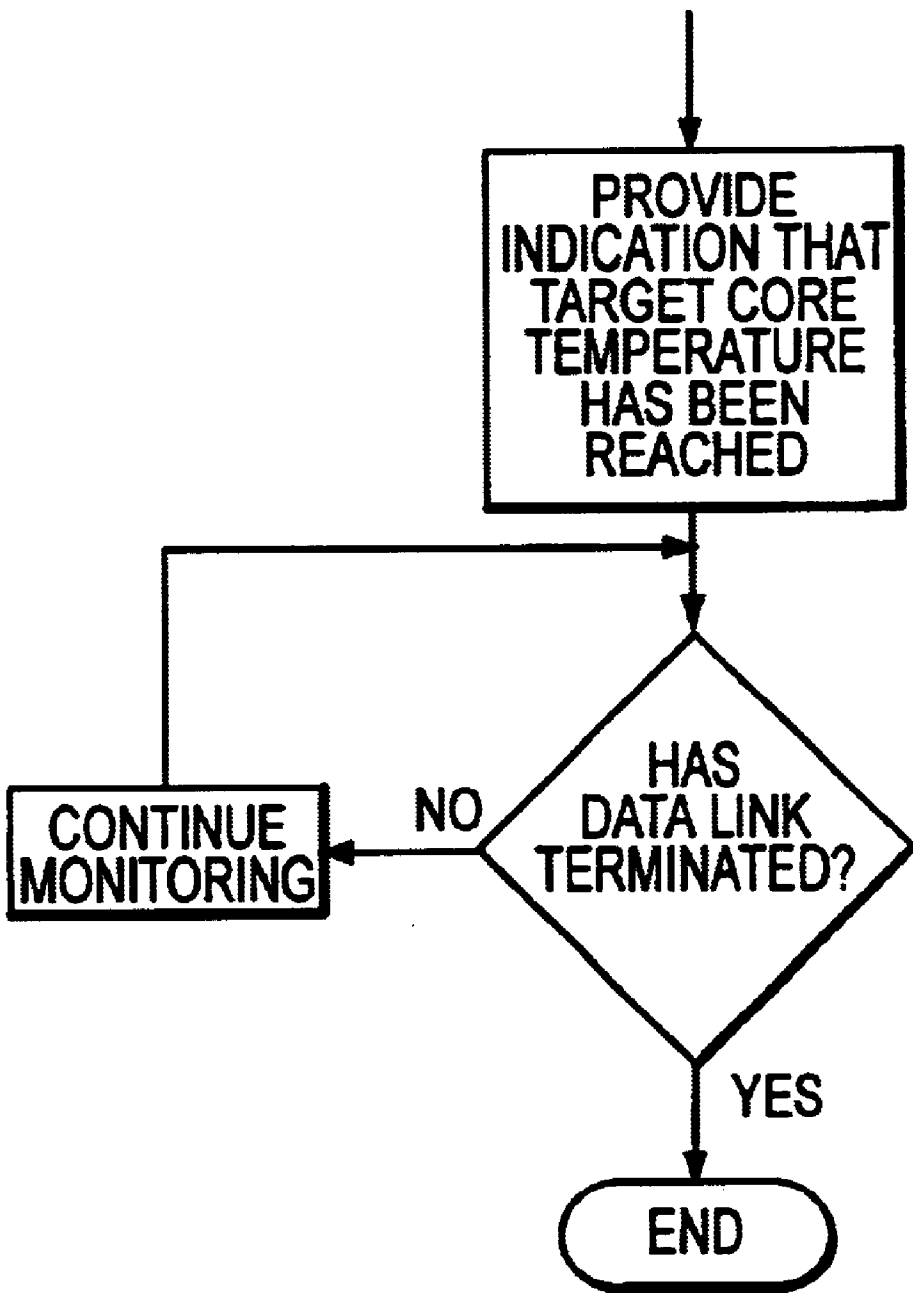 PROVIDE
INDICATION THAT
TARGET CORE
TEMPERATURE
HAS BEEN
REACHED
HAS
DATA LINK
TERMINATED?
NO
CONTINUE
MONITORING
YES
END